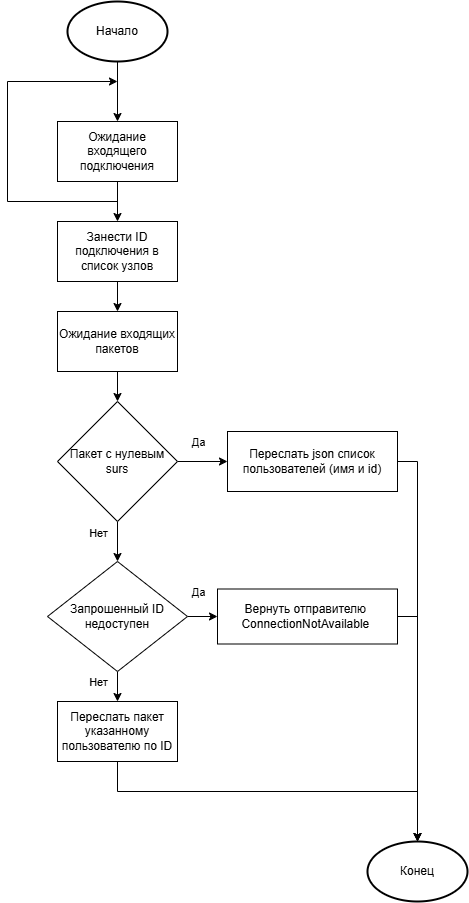 Начало
Ожидание
входящего
подключения
Занести ID
подключения в
список узлов
Ожидание входящих
пакетов
Пакет с нулевым
surs
Да
Переслать json список
пользователей (имя и id)
Нет
Запрошенный ID
недоступен
Да
Вернуть отправителю
ConnectionNotAvailable
Нет
Переслать пакет
указанному
пользователю по ID
Конец